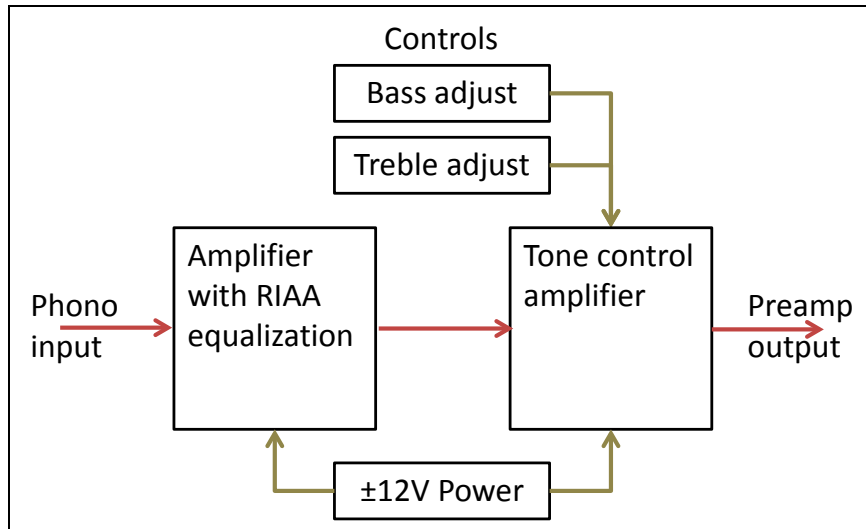 Controls
Bass adjust
Treble adjust
Amplifier
with RIAA
equalization
Tone control
amplifier
Phono
input
Preamp
output
±12V Power